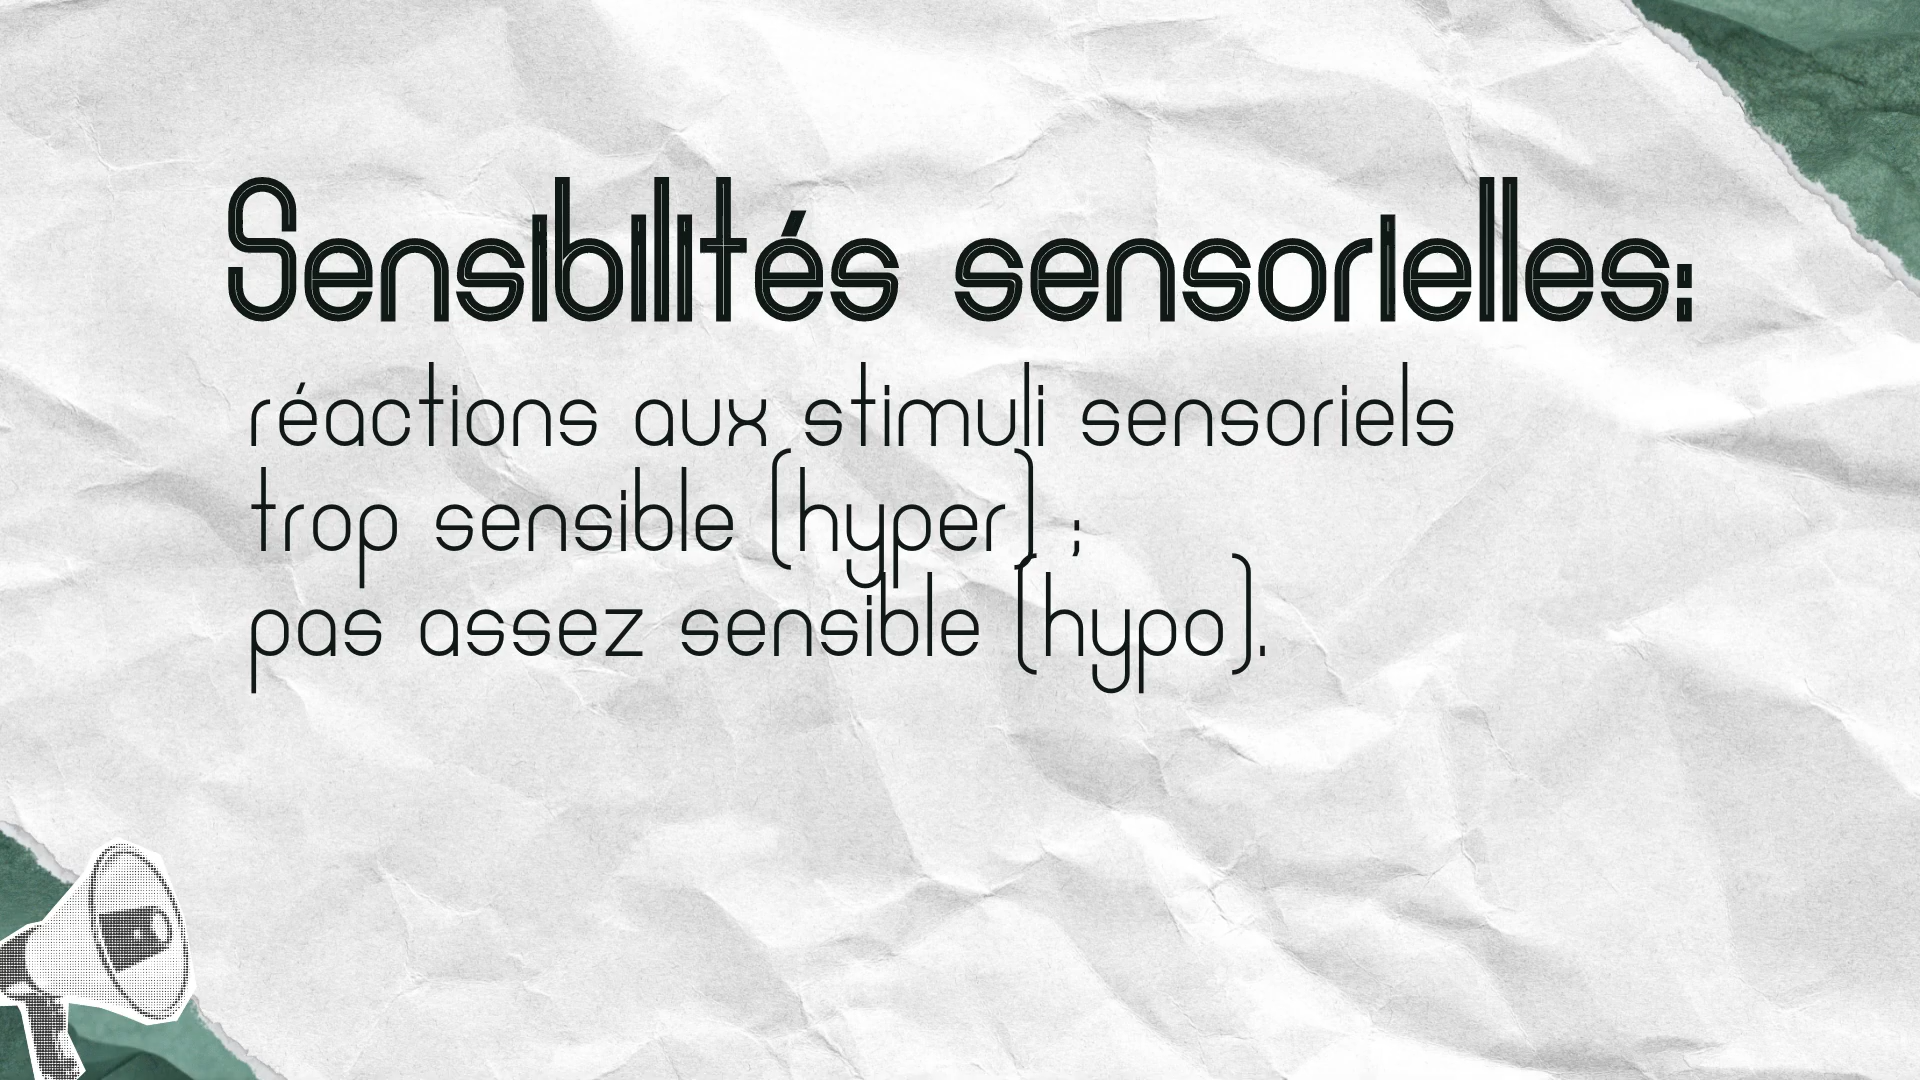 Sensibilités sensorielles:
réactions aux stimuli sensoriels
trop sensible (hyper) ;
pas assez sensible (hypo).